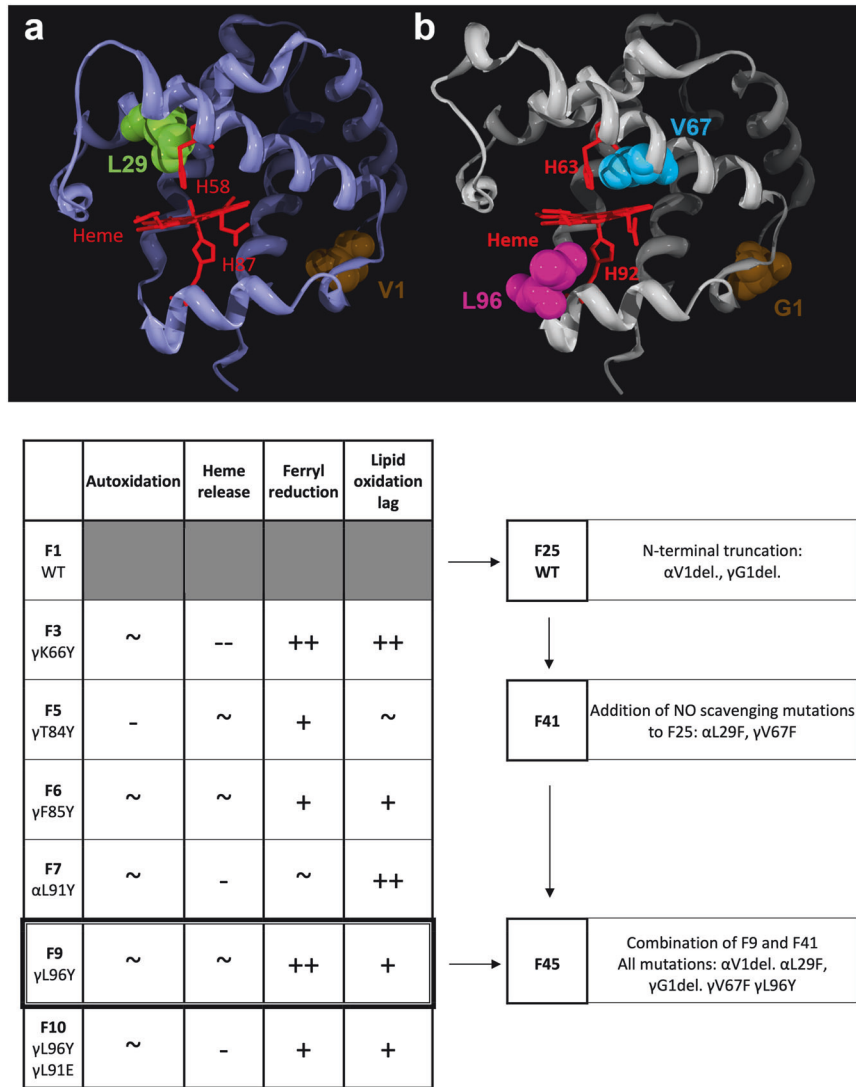 a
b
L29
H58
Heme
H87
V1
V67
H63
Heme
H92
L96
G1
Autoxidation
Heme
release
Ferryl
reduction
Lipid
oxidation
lag
F1
WT
F3
γK66Y
~
--
++
++
F5
γT84Y
-
~
+
~
F6
γF85Y
~
~
+
+
F7
αL91Y
~
-
~
++
F9
γL96Y
~
~
++
+
F10
γL96Y
γL91E
~
-
+
+
F25
WT
N-terminal truncation:
αV1del., γG1del.
F41
Addition of NO scavenging mutations
to F25: αL29F, γV67F
F45
Combination of F9 and F41
All mutations: αV1del. αL29F,
γG1del. γV67F γL96Y